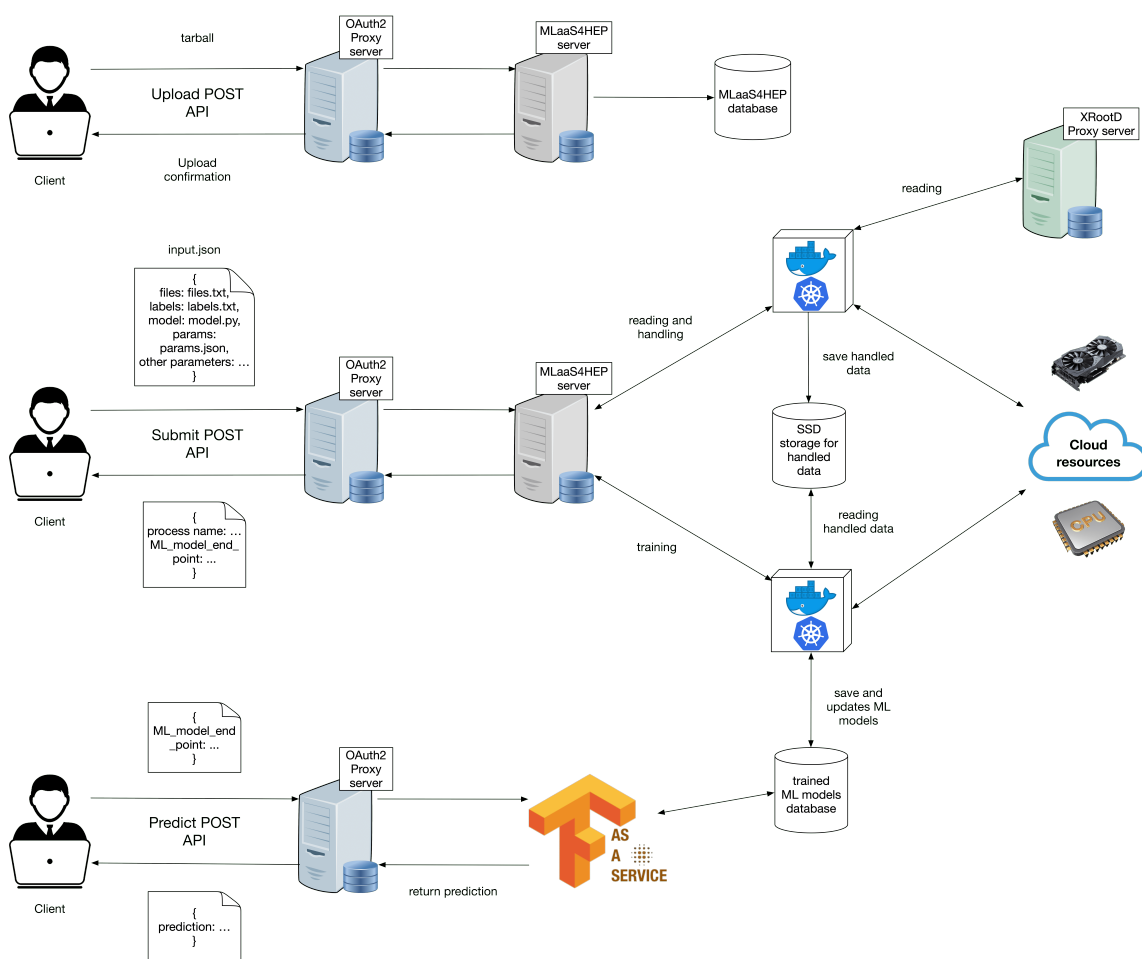 OAuth2
Proxy
server
MLaaS4HEP
server
tarball
Upload POST
API
MLaaS4HEP
database
XRootD
Proxy server
Upload
confirmation
Client
reading
input.json
{
files: files.txt,
labels: labels.txt,
model: model.py,
params:
params.json,
other parameters: …
}
reading and
handling
save handled
data
OAuth2
Proxy
server
MLaaS4HEP
server
Submit POST
API
SSD
storage for
handled
data
Cloud
resources
Client
{
process name: …
ML_model_end_
point: ...
}
training
reading
handled data
CPU
save and
updates ML
models
{
ML_model_end
_point: ...
}
OAuth2
Proxy
server
trained
ML models
database
Predict POST
API
AS
A
SERVICE
return prediction
Client
{
prediction: …
}